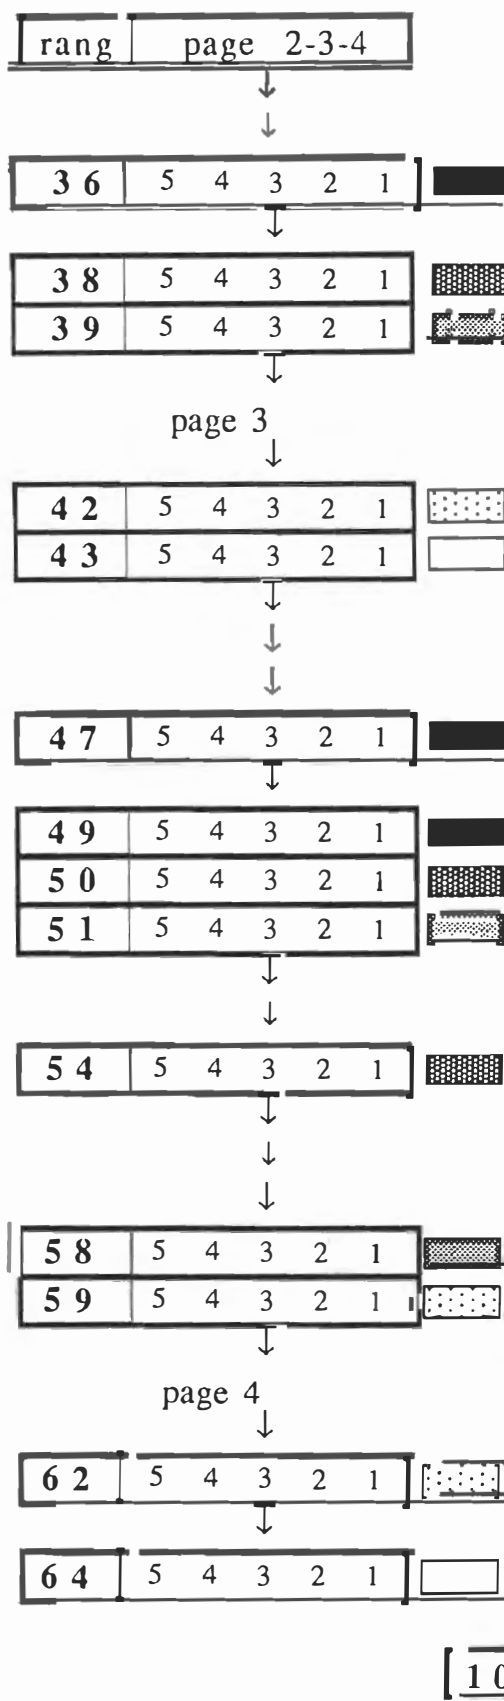 rang page 2-3-4
36 5 4 3 2 1
38 5 4 3 2 1
39 5 4 3 2 1
page 3
42 5 4 3 2 1
43 5 4 3 2 1
47 5 4 3 2 1
49 5 4 3 2 1
50 5 4 3 2 1
51 5 4 3 2 1
54 5 4 3 2 1
58 5 4 3 2 1
59 5 4 3 2 1
page 4
62 5 4 3 2 1
64 5 4 3 2 1